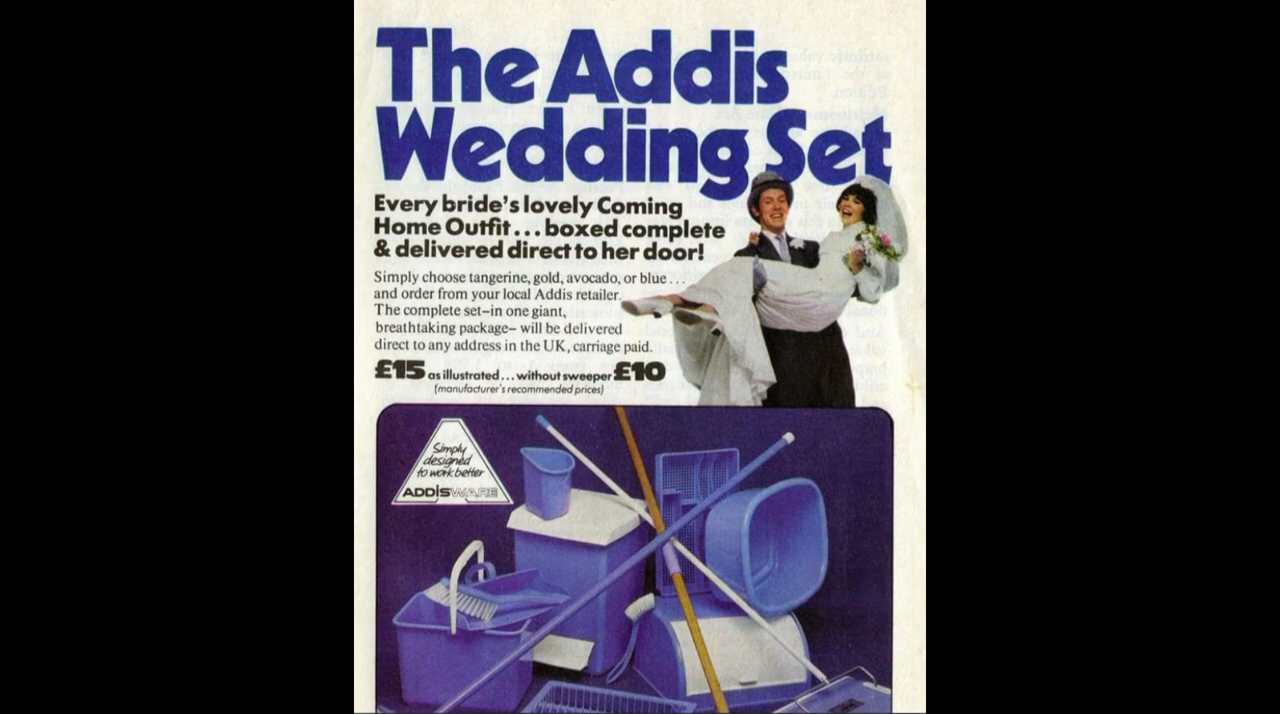 The Addis
Wedding Set
Every bride's lovely Coming
Home Outfit...boxed complete
& delivered direct to her door!
Simply choose tangerine, gold, avocado, or blue...
and order from your local Addis retailer.
The complete set–in one giant,
breathtaking package– will be delivered
direct to any address in the UK, carriage paid.
£15 as illustrated...without sweeper £10
(manufacturer's recommended prices)
Simply
designed
to work better
ADDiSWARE